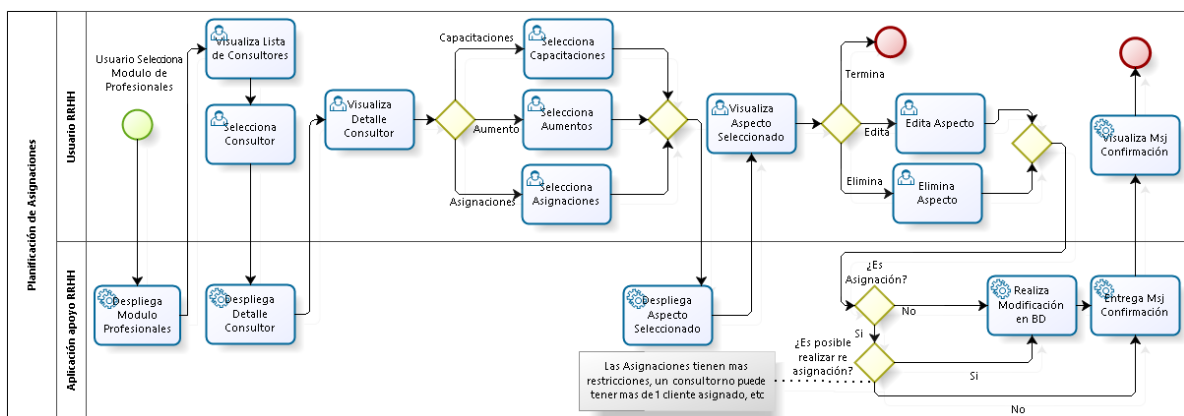 Planificación de Asignaciones
Usuario RRHH
Usuario Selecciona
Modulo de
Profesionales
Visualiza Lista
de Consultores
Selecciona
Consultor
Visualiza
Detalle
Consultor
Capacitaciones
Aumento
Asignaciones
Selecciona
Capacitaciones
Selecciona
Aumentos
Selecciona
Asignaciones
Visualiza
Aspecto
Seleccionado
Termina
Edita
Elimina
Edita Aspecto
Elimina
Aspecto
Visualiza Msj
Confirmación
Aplicación apoyo RRHH
Despliega
Modulo
Profesionales
Despliega
Detalle
Consultor
Despliega
Aspecto
Seleccionado
¿Es
Asignación?
No
Si
¿Es posible
realizar re
asignación?
Si
No
Realiza
Modificación
en BD
Entrega Msj
Confirmación
Las Asignaciones tienen mas
restricciones, un consultorno puede
tener mas de 1 cliente asignado, etc